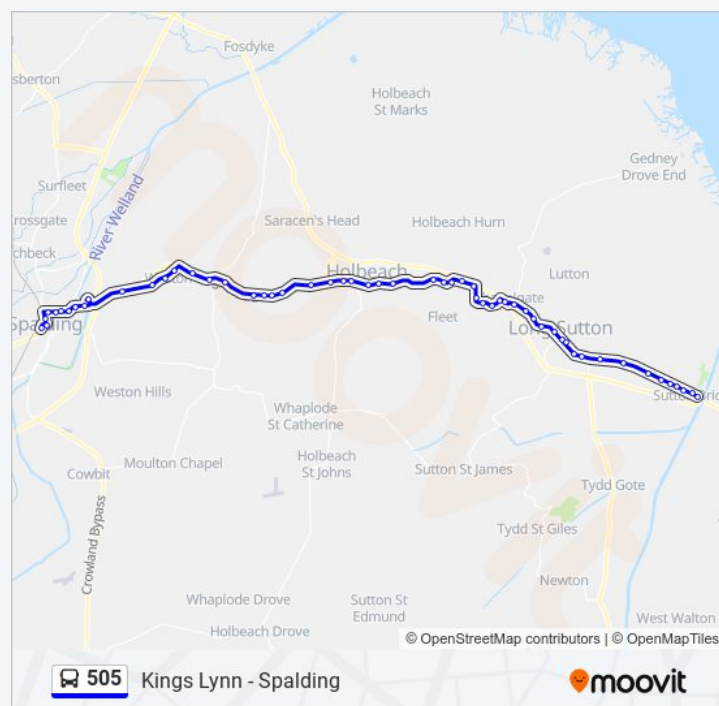 Fosdyke
sberton
Holbeach
St Marks
Gedney
Drove End
Surfleet
River Welland
rossgate
Saracen's Head
Holbeach Hurn
chbeck
Lutton
Holbeach
Spalding
Fleet
Long Sutton
Weston Hills
Whaplode
St Catherine
Moulton Chapel
Holbeach
St Johns
Sutton St James
Cowbit
Tydd Gote
Crowland Bypass
Tydd St Giles
Newton
Whaplode Drove
Sutton St
Edmund
West Walton
Holbeach Drove
© OpenStreetMap contributors | © OpenMapTiles
505 Kings Lynn - Spalding
moovit